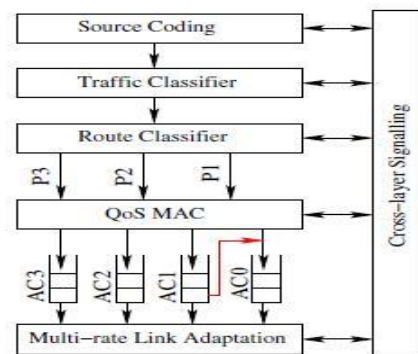 Source Coding
Traffic Classifier
Route Classifier
P3 P2 P1
QoS MAC
AC3 AC2 AC1 AC0
Multi-rate Link Adaptation
Cross-layer Signalling